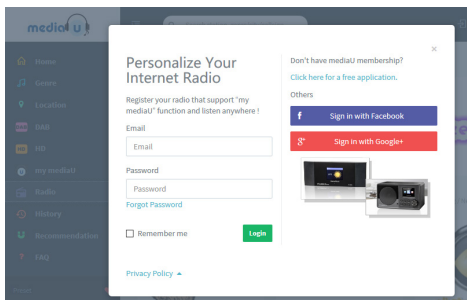 mediaU
Home
Genre
Location
DAB
HD
my mediaU
Radio
History
Recommendation
FAQ
×
Personalize Your
Internet Radio
Register your radio that support "my
mediaU" function and listen anywhere !
Email
Email
Password
Password
Forgot Password
Remember me
Login
Privacy Policy
Don't have mediaU membership?
Click here for a free application.
Others
f Sign in with Facebook
g+ Sign in with Google+